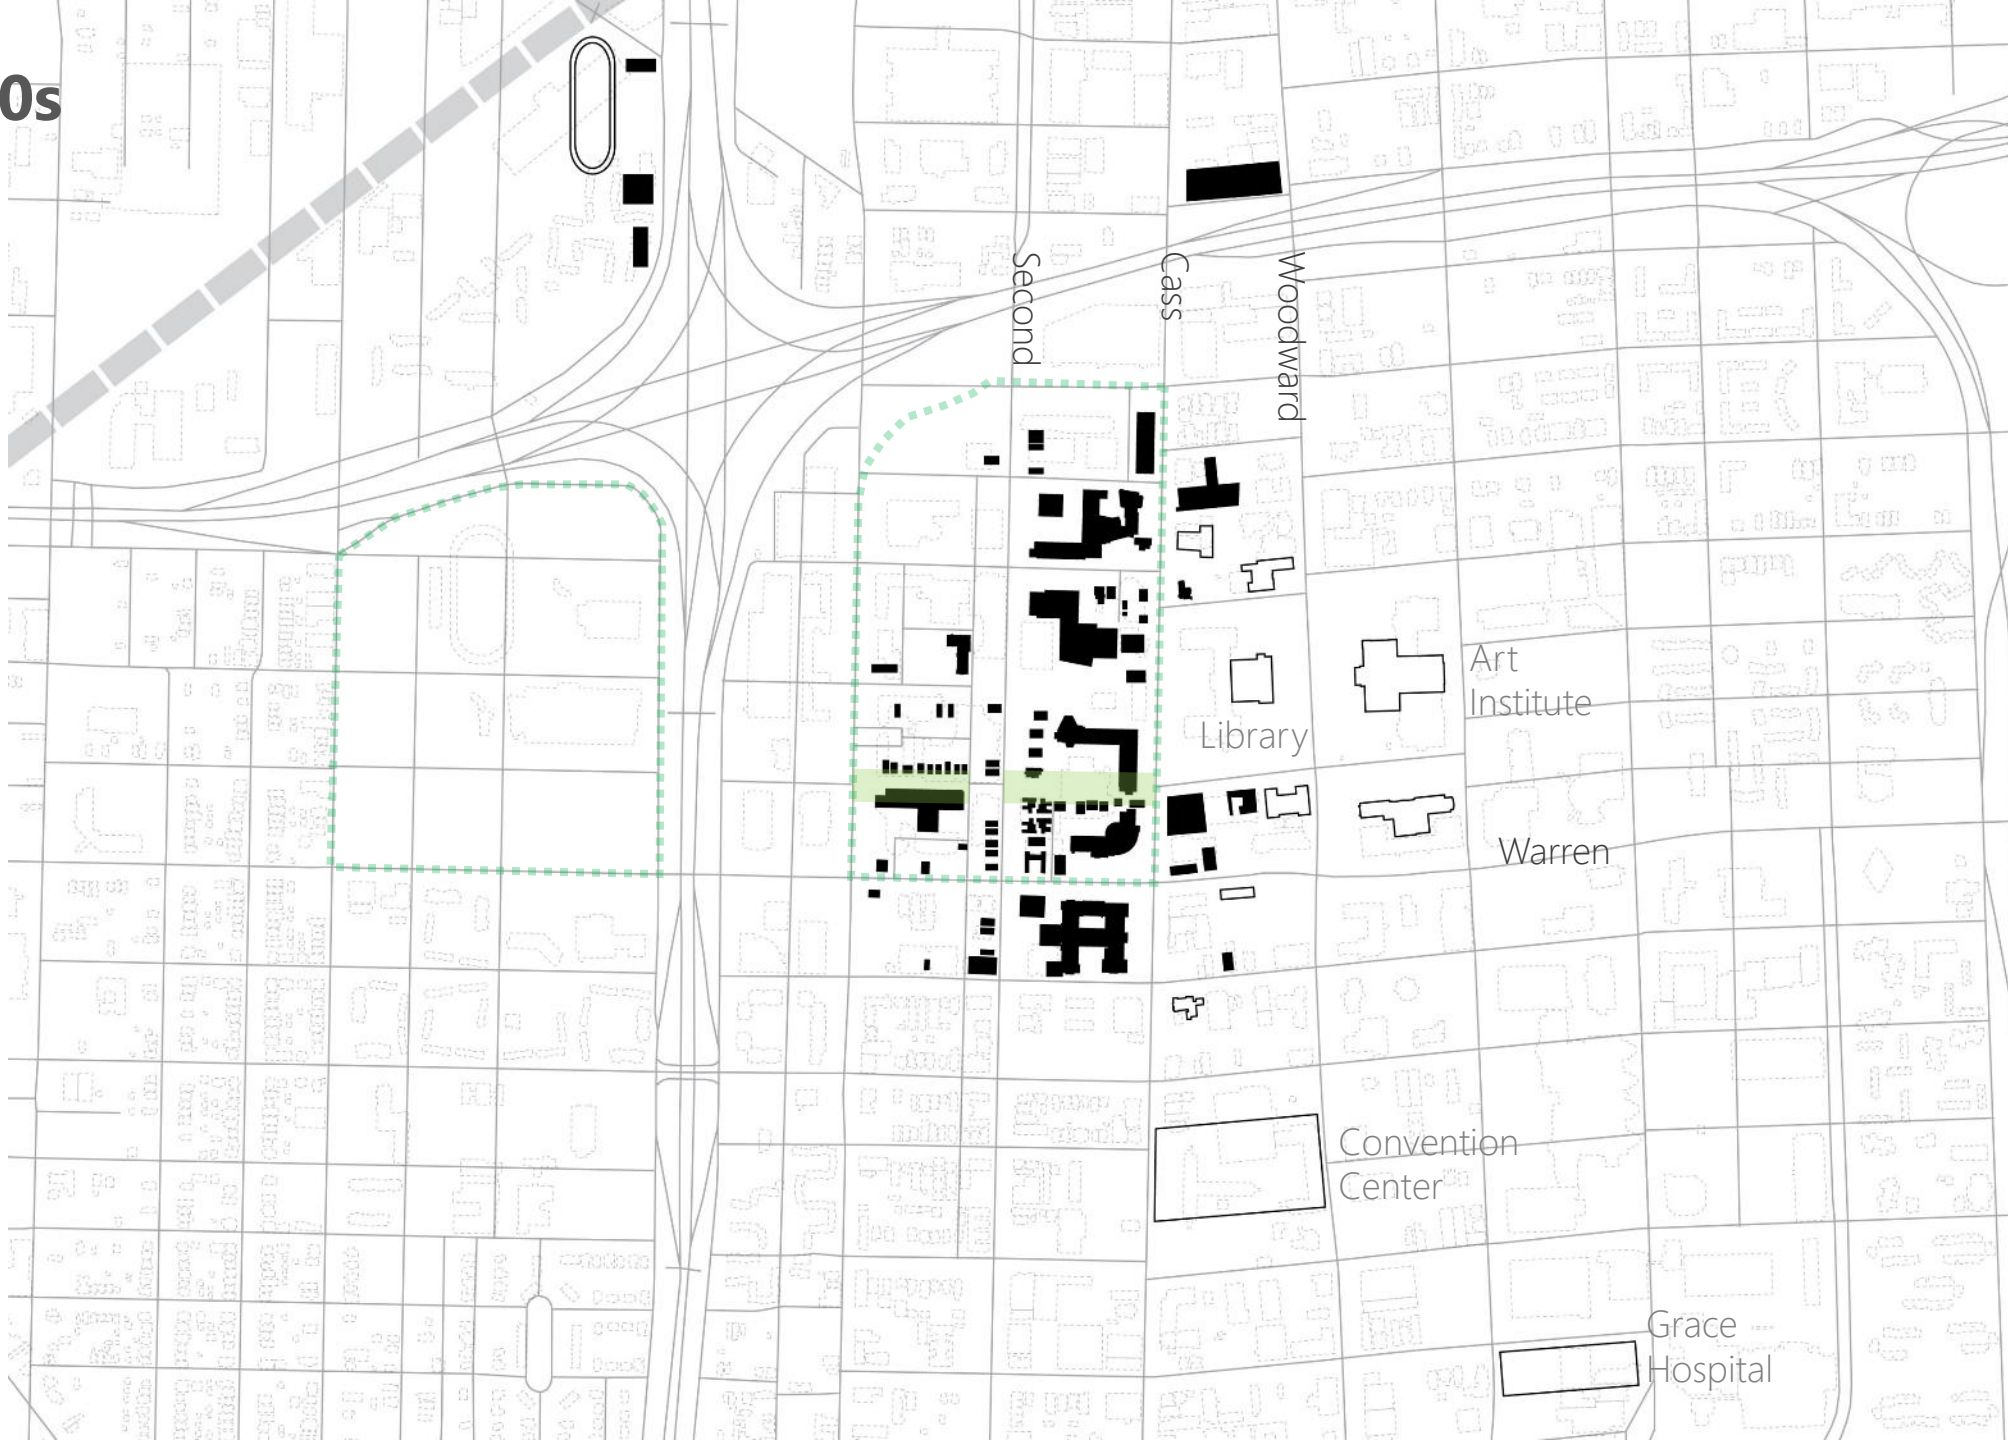 0s
Second
Cass
Woodward
Art
Institute
Library
Warren
Convention
Center
Grace
Hospital